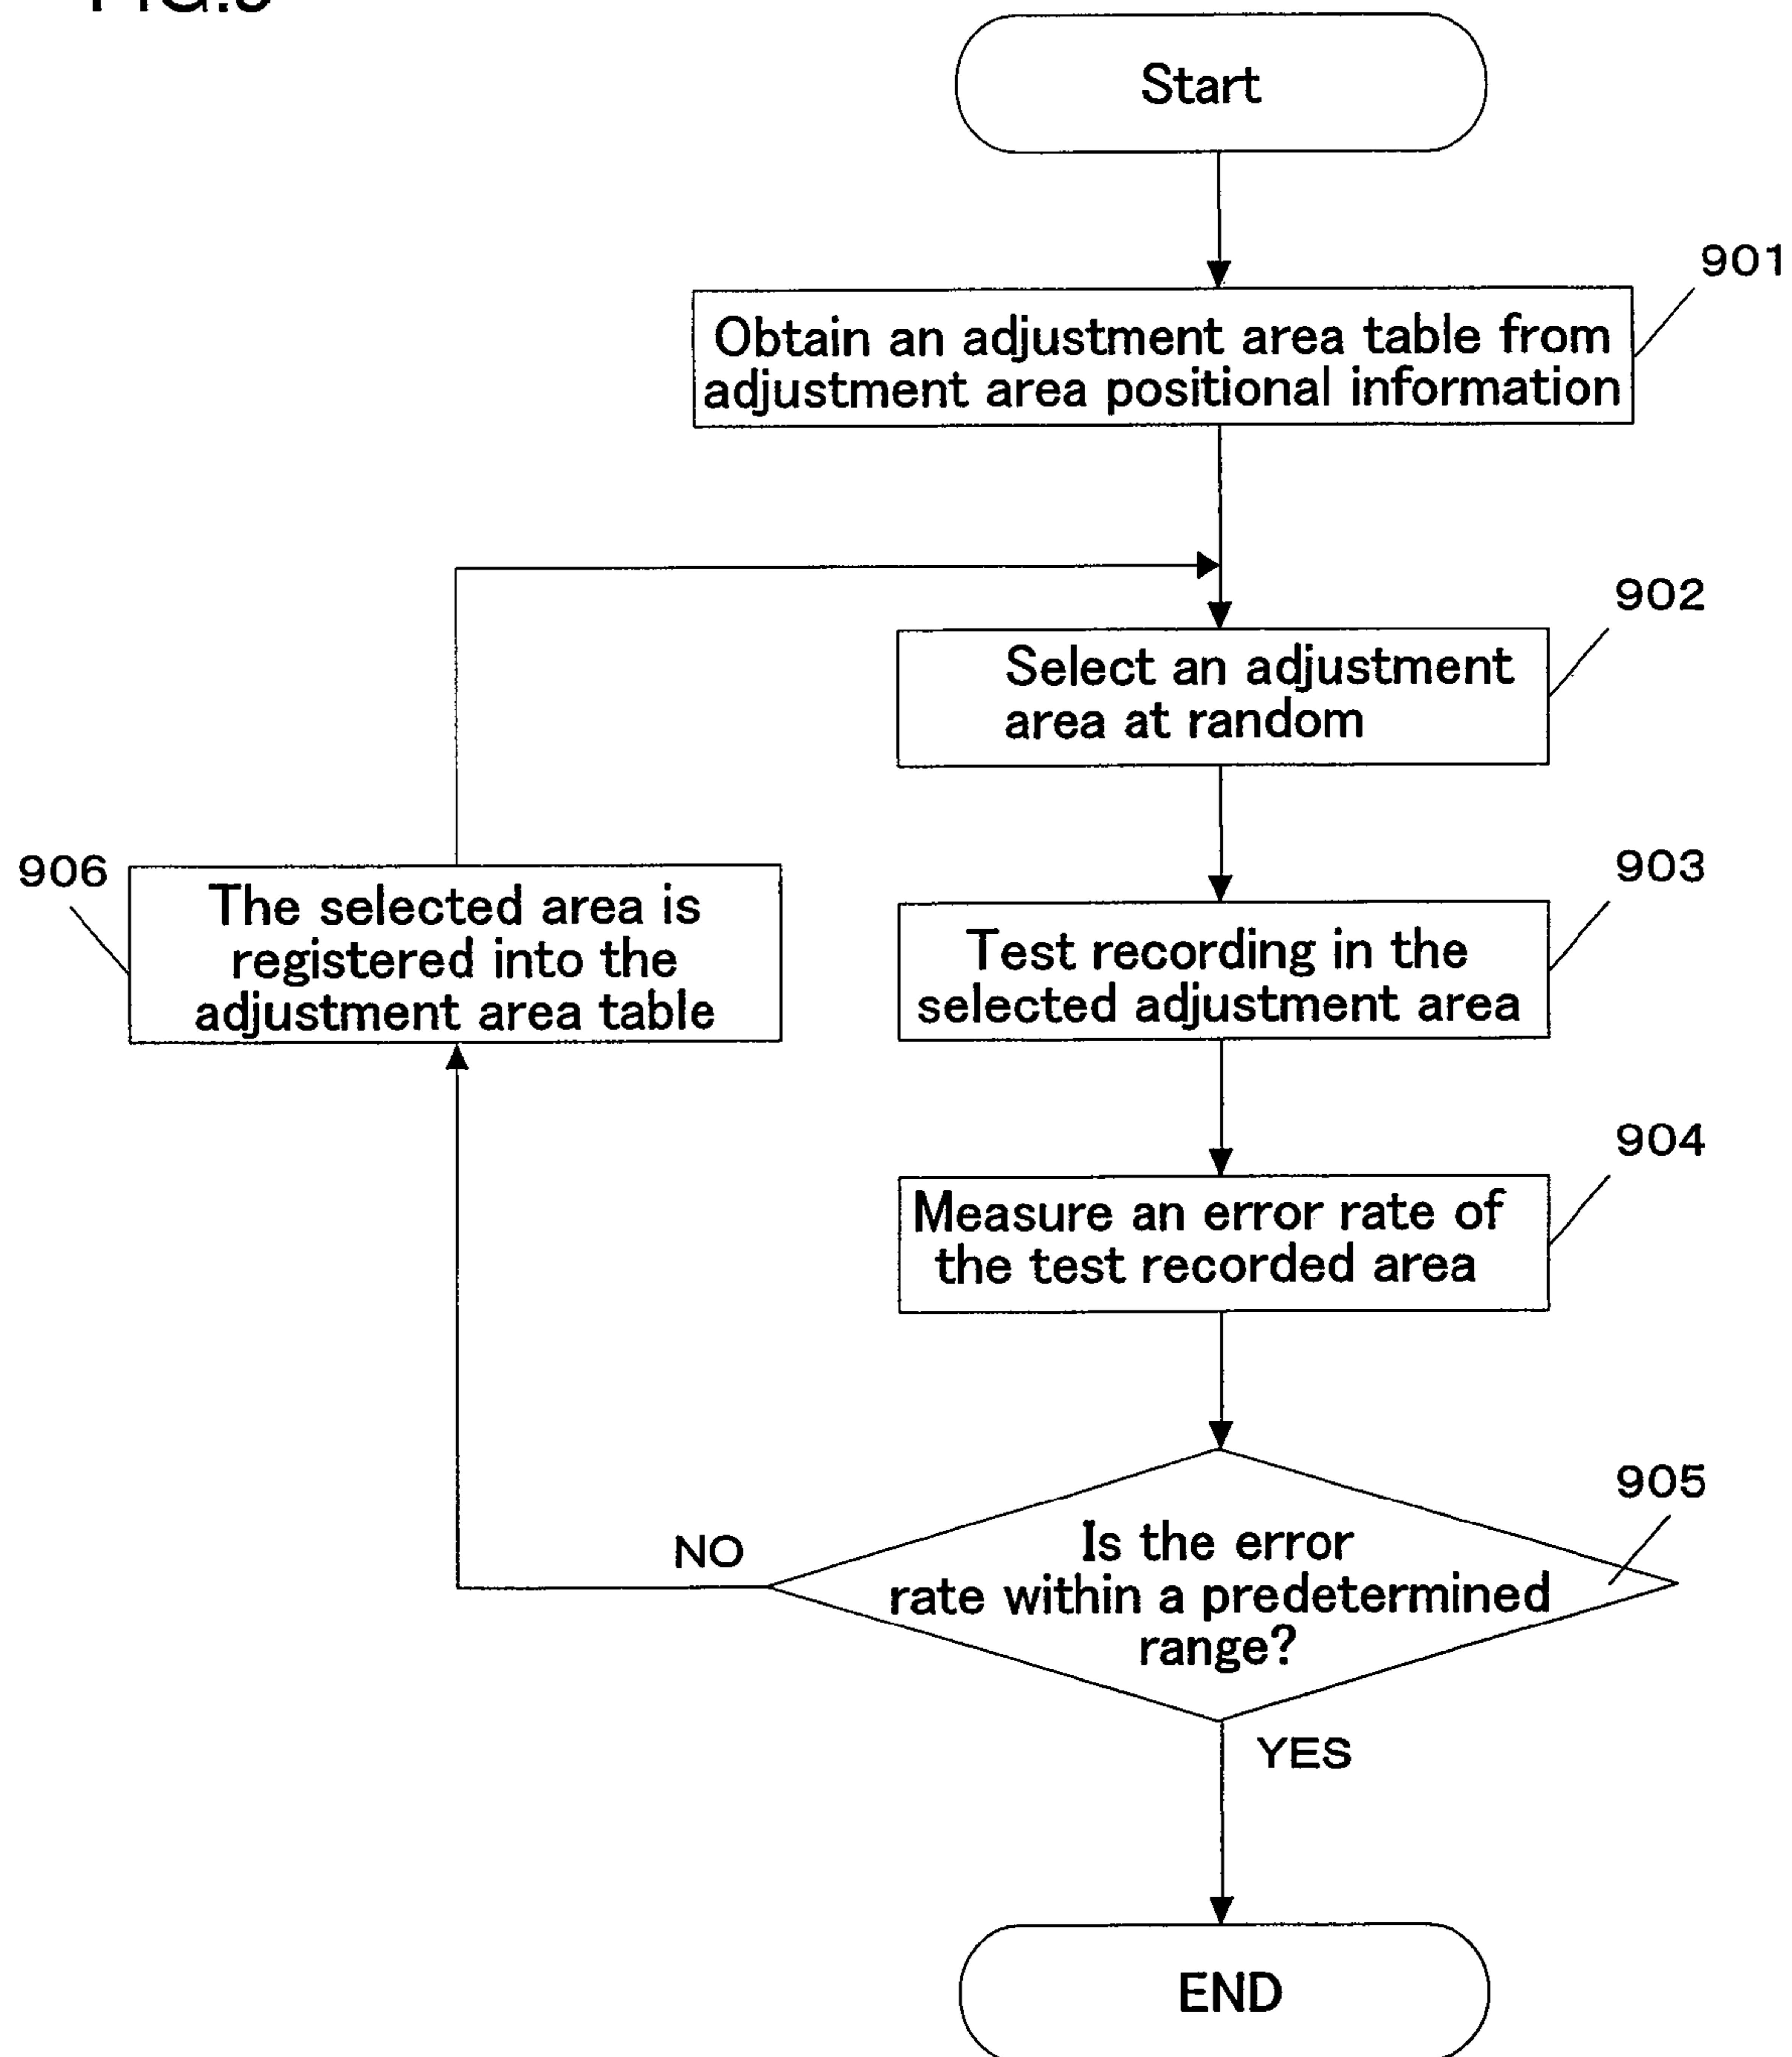 Start
901
Obtain an adjustment area table from
adjustment area positional information
902
Select an adjustment
area at random
903
Test recording in the
selected adjustment area
906
The selected area is
registered into the
adjustment area table
904
Measure an error rate of
the test recorded area
905
Is the error
rate within a predetermined
range?
NO
YES
END